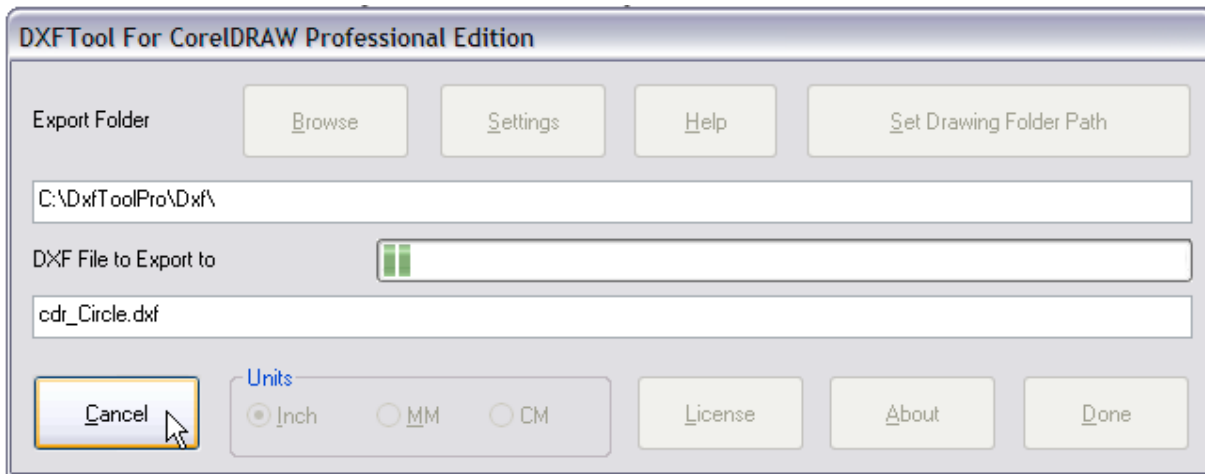 DXFTool For CorelDRAW Professional Edition
Export Folder Browse Settings Help Set Drawing Folder Path
C:\DxfToolPro\Dxf\
DXF File to Export to
cdr_Circle.dxf
Units
Cancel Inch MM CM License About Done